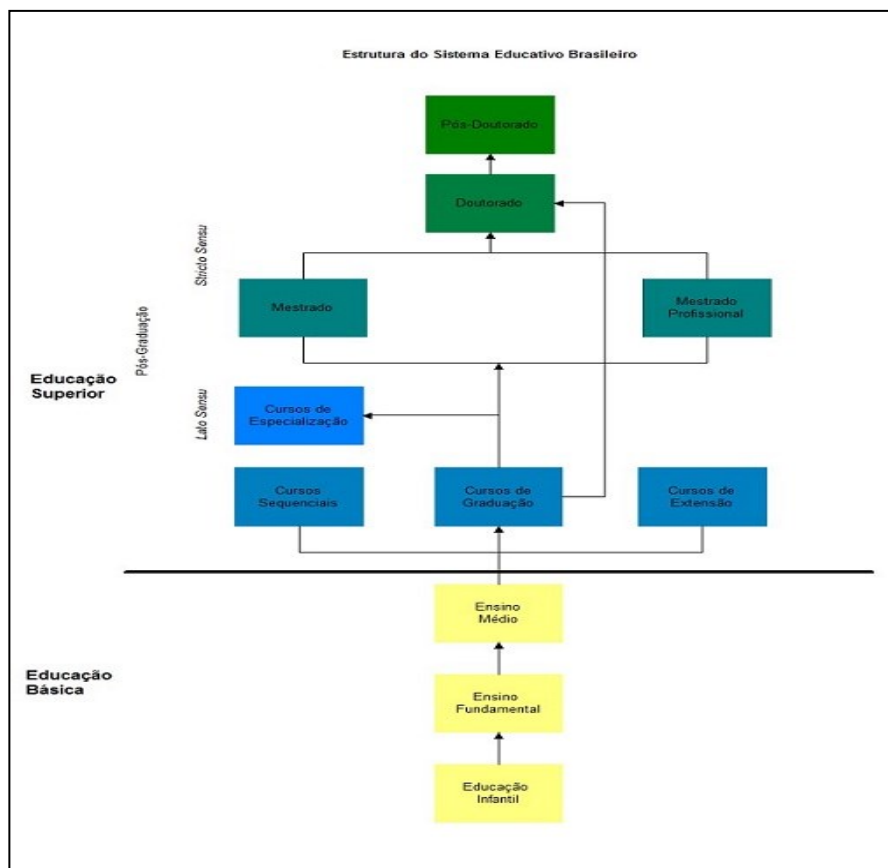 Estrutura do Sistema Educativo Brasileiro
Pós-Doutorado
Doutorado
Stricto Sensu
Mestrado
Mestrado
Profissional
Pós-Graduação
Educação
Superior
Lato Sensu
Cursos de
Especialização
Cursos
Sequenciais
Cursos de
Graduação
Cursos de
Extensão
Ensino
Médio
Educação
Básica
Ensino
Fundamental
Educação
Infantil